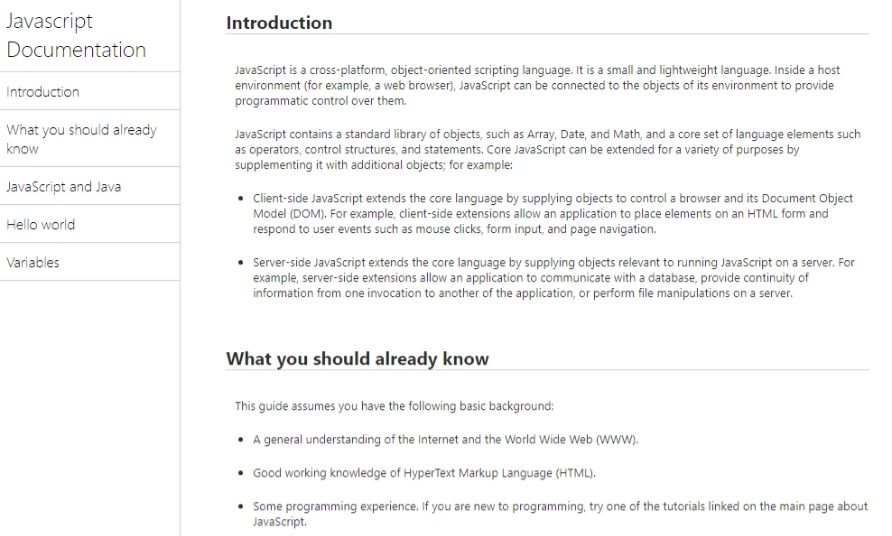 Javascript
Documentation
Introduction
What you should already
know
JavaScript and Java
Hello world
Variables
Introduction
JavaScript is a cross-platform, object-oriented scripting language. It is a small and lightweight language. Inside a host
environment (for example, a web browser), JavaScript can be connected to the objects of its environment to provide
programmatic control over them.
JavaScript contains a standard library of objects, such as Array, Date, and Math, and a core set of language elements such
as operators, control structures, and statements. Core JavaScript can be extended for a variety of purposes by
supplementing it with additional objects; for example:
• Client-side JavaScript extends the core language by supplying objects to control a browser and its Document Object
Model (DOM). For example, client-side extensions allow an application to place elements on an HTML form and
respond to user events such as mouse clicks, form input, and page navigation.
• Server-side JavaScript extends the core language by supplying objects relevant to running JavaScript on a server. For
example, server-side extensions allow an application to communicate with a database, provide continuity of
information from one invocation to another of the application, or perform file manipulations on a server.
What you should already know
This guide assumes you have the following basic background:
• A general understanding of the Internet and the World Wide Web (WWW).
• Good working knowledge of HyperText Markup Language (HTML).
• Some programming experience. If you are new to programming, try one of the tutorials linked on the main page about
JavaScript.